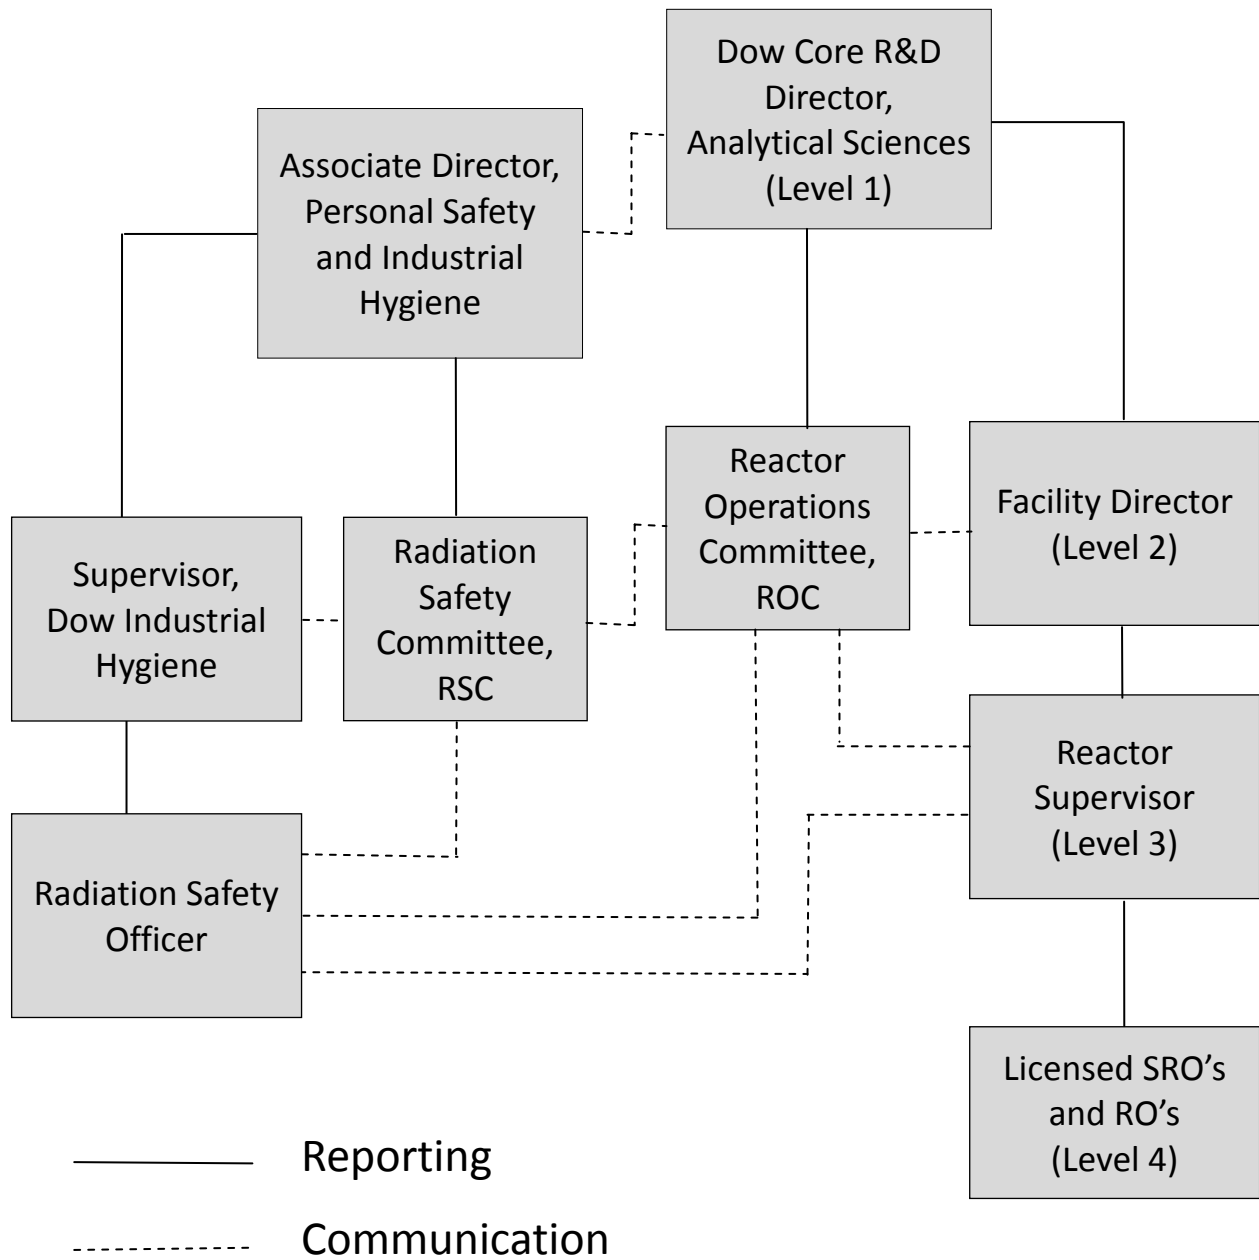 Dow Core R&D
Director,
Analytical Sciences
(Level 1)
Associate Director,
Personal Safety
and Industrial
Hygiene
Reactor
Operations
Committee,
ROC
Facility Director
(Level 2)
Supervisor,
Dow Industrial
Hygiene
Radiation
Safety
Committee,
RSC
Reactor
Supervisor
(Level 3)
Radiation Safety
Officer
Licensed SRO’s
and RO’s
(Level 4)
Reporting
Communication